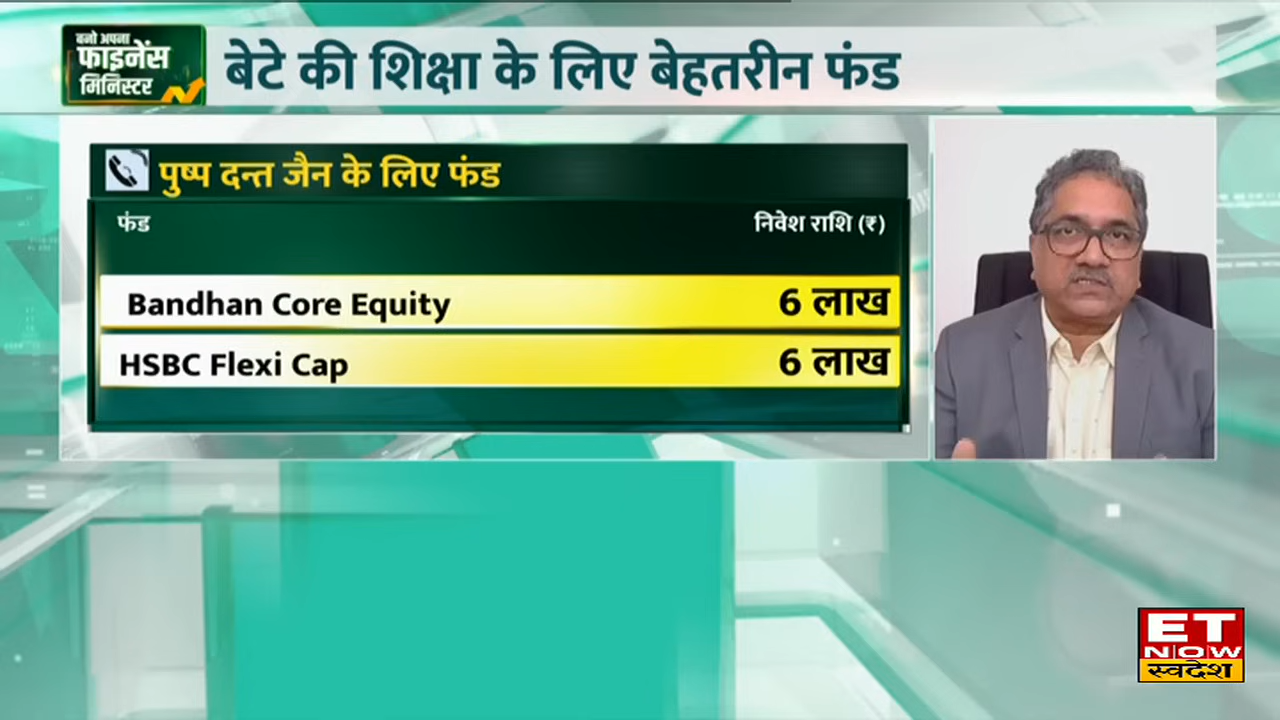 बनो अपना
फाइनेंस
मिनिस्टर
बेटे की शिक्षा के लिए बेहतरीन फंड
पुष्प दन्त जैन के लिए फंड
फंड निवेश राशि (₹)
Bandhan Core Equity 6 लाख
HSBC Flexi Cap 6 लाख
ET
NOW
स्वदेश